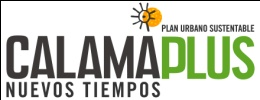 PLAN URBANO SUSTENTABLE
CALAMAPLUS
NUEVOS TIEMPOS